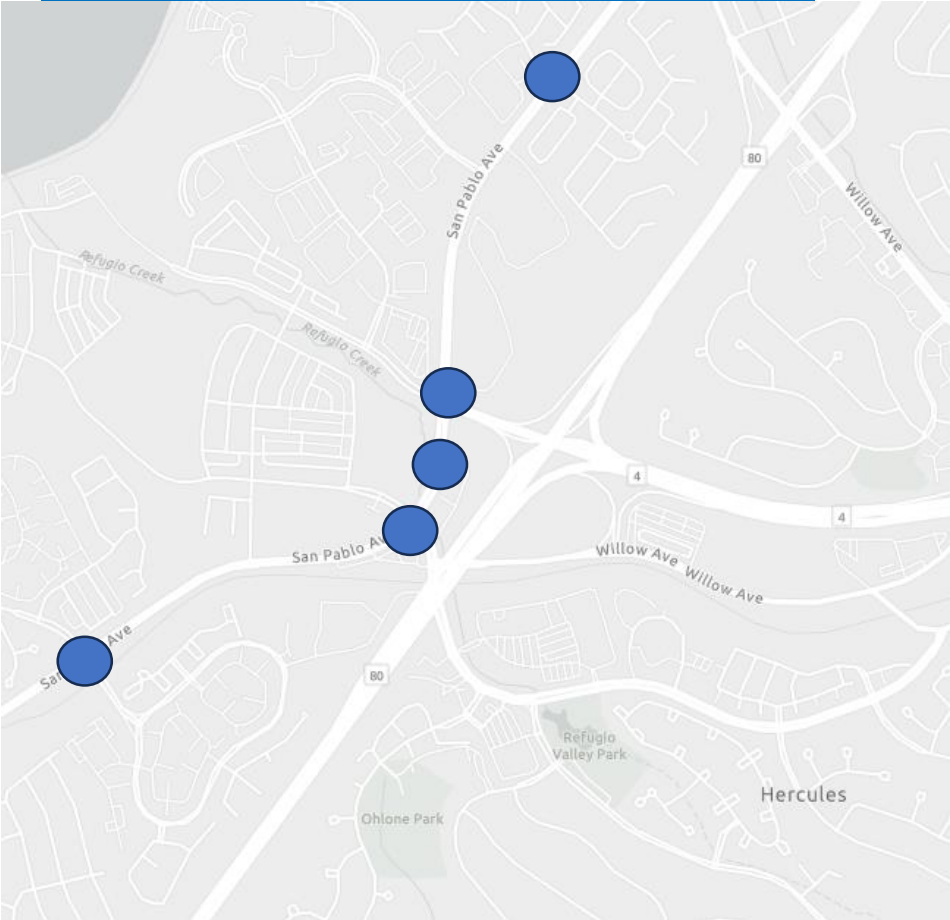 San Pablo Ave
80
Willow Ave
Refugio Creek
Refugio Creek
4
4
San Pablo Av
Willow Ave
Willow Ave
Ave
San
80
Refugio
Valley Park
Hercules
Ohlone Park